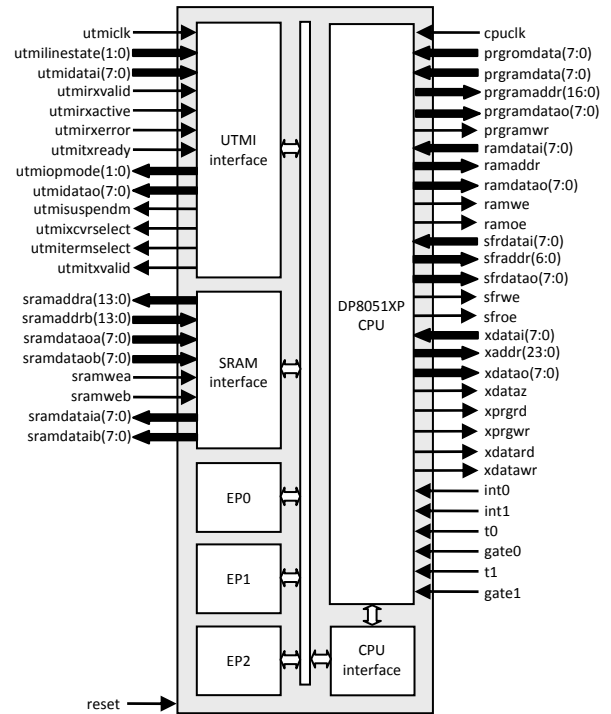 utmiclk
utmilinestate(1:0)
utmidatai(7:0)
utmirxvalid
utmirxactive
utmirxerror
utmitxready
utmiopmode(1:0)
utmidatao(7:0)
utmisuspendm
utmixcvrselect
utmitermselect
utmitxvalid
sramaddra(13:0)
sramaddrb(13:0)
sramdataoa(7:0)
sramdataob(7:0)
sramwea
sramweb
sramdataia(7:0)
sramdataib(7:0)
reset
UTMI
interface
SRAM
interface
EP0
EP1
EP2
DP8051XP
CPU
CPU
interface
cpuclk
prgromdata(7:0)
prgramdata(7:0)
prgramaddr(16:0)
prgramdatao(7:0)
prgramwr
ramdatai(7:0)
ramaddr
ramdatao(7:0)
ramwe
ramoe
sfrdatai(7:0)
sfraddr(6:0)
sfrdatao(7:0)
sfrwe
sfroe
xdatai(7:0)
xaddr(23:0)
xdatao(7:0)
xdataz
xprgrd
xprgwr
xdatard
xdatawr
int0
int1
t0
gate0
t1
gate1